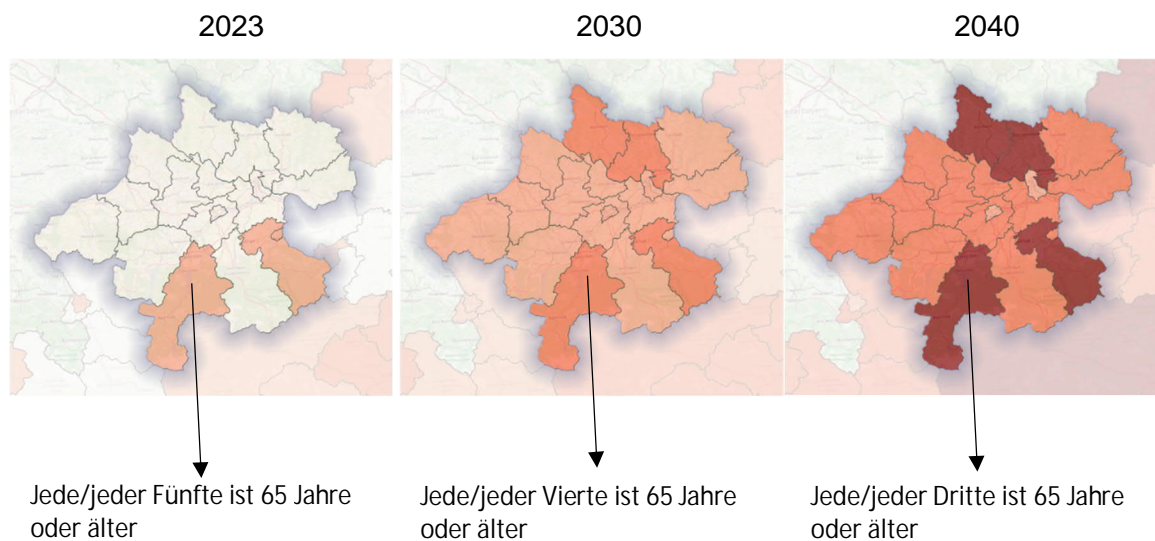 2023
2030
2040
Jede/jeder Fünfte ist 65 Jahre
oder älter
Jede/jeder Vierte ist 65 Jahre
oder älter
Jede/jeder Dritte ist 65 Jahre
oder älter